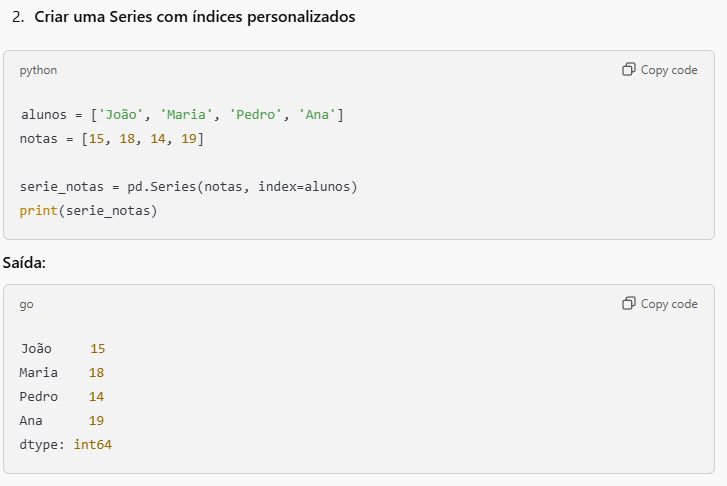 2. Criar uma Series com índices personalizados
python
Copy code
alunos = ['João', 'Maria', 'Pedro', 'Ana']
notas = [15, 18, 14, 19]
serie_notas = pd.Series(notas, index=alunos)
print(serie_notas)
Saída:
go
Copy code
João     15
Maria    18
Pedro    14
Ana      19
dtype: int64